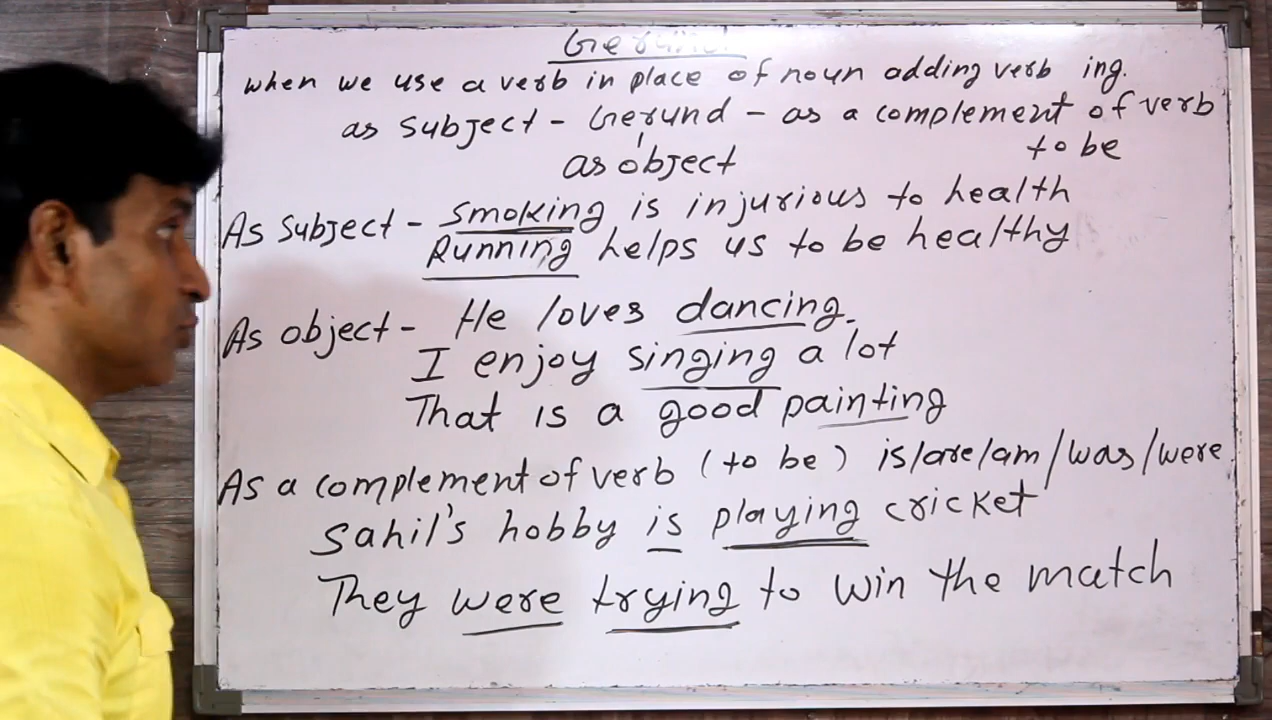 Gerund
when we use a verb in place of noun adding verb ing.
as subject - Gerund - as a complement of verb
as object to be
As subject - smoking is injurious to health
Running helps us to be healthy
As object - He loves dancing.
I enjoy singing a lot
That is a good painting
As a complement of verb (to be) is/are/am/was/were
Sahil's hobby is playing cricket
They were trying to win the match